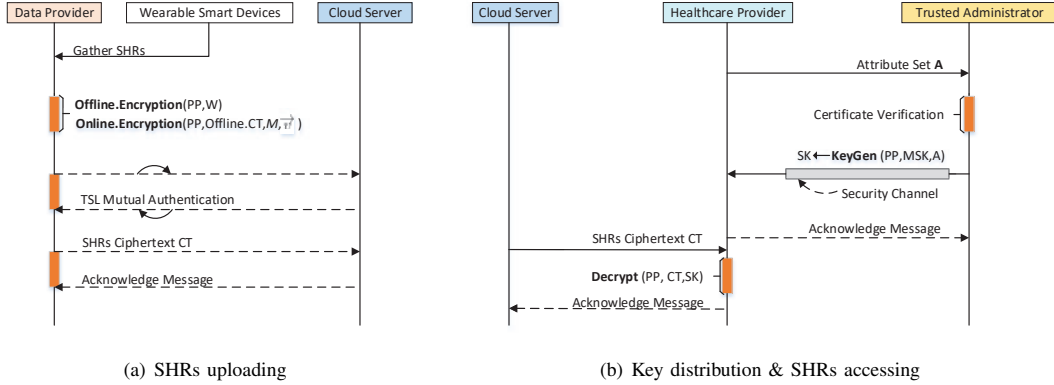 Data Provider
Wearable Smart Devices
Cloud Server
Gather SHRs
Offline.Encryption(PP,W)
Online.Encryption(PP,Offline.CT,M, )
TSL Mutual Authentication
SHRs Ciphertext CT
Acknowledge Message
(a) SHRs uploading
Cloud Server
Healthcare Provider
Trusted Administrator
Attribute Set A
Certificate Verification
SK KeyGen (PP,MSK,A)
Security Channel
Acknowledge Message
SHRs Ciphertext CT
Decrypt (PP, CT,SK)
Acknowledge Message
(b) Key distribution & SHRs accessing